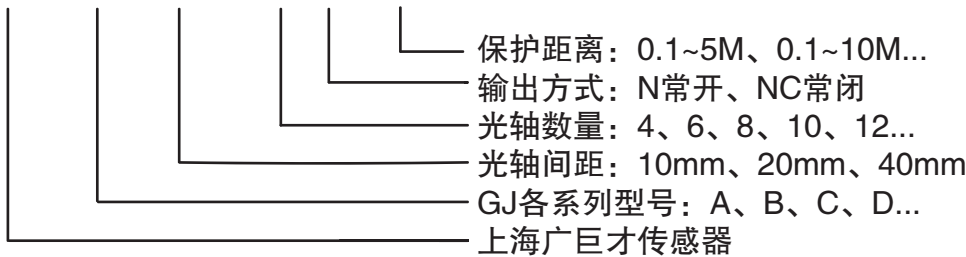 保护距离：0.1~5M、0.1~10M...
输出方式：N常开、NC常闭
光轴数量：4、6、8、10、12...
光轴间距：10mm、20mm、40mm
GJ各系列型号：A、B、C、D...
上海广巨才传感器